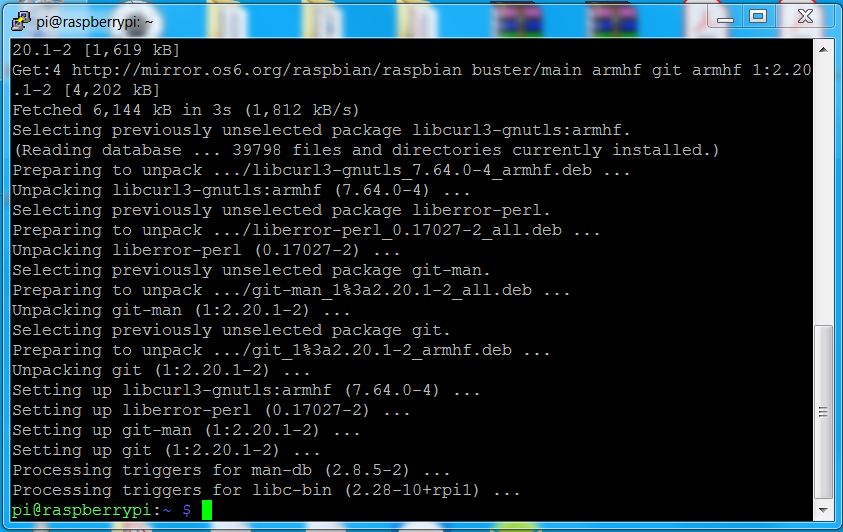 pi@raspberrypi: ~
20.1-2 [1,619 kB]
Get:4 http://mirror.os6.org/raspbian/raspbian buster/main armhf git armhf 1:2.20
.1-2 [4,202 kB]
Fetched 6,144 kB in 3s (1,812 kB/s)
Selecting previously unselected package libcurl3-gnutls:armhf.
(Reading database ... 39798 files and directories currently installed.)
Preparing to unpack .../libcurl3-gnutls_7.64.0-4_armhf.deb ...
Unpacking libcurl3-gnutls:armhf (7.64.0-4) ...
Selecting previously unselected package liberror-perl.
Preparing to unpack .../liberror-perl_0.17027-2_all.deb ...
Unpacking liberror-perl (0.17027-2) ...
Selecting previously unselected package git-man.
Preparing to unpack .../git-man_1%3a2.20.1-2_all.deb ...
Unpacking git-man (1:2.20.1-2) ...
Selecting previously unselected package git.
Preparing to unpack .../git_1%3a2.20.1-2_armhf.deb ...
Unpacking git (1:2.20.1-2) ...
Setting up libcurl3-gnutls:armhf (7.64.0-4) ...
Setting up liberror-perl (0.17027-2) ...
Setting up git-man (1:2.20.1-2) ...
Setting up git (1:2.20.1-2) ...
Processing triggers for man-db (2.8.5-2) ...
Processing triggers for libc-bin (2.28-10+rpi1) ...
pi@raspberrypi:~ $